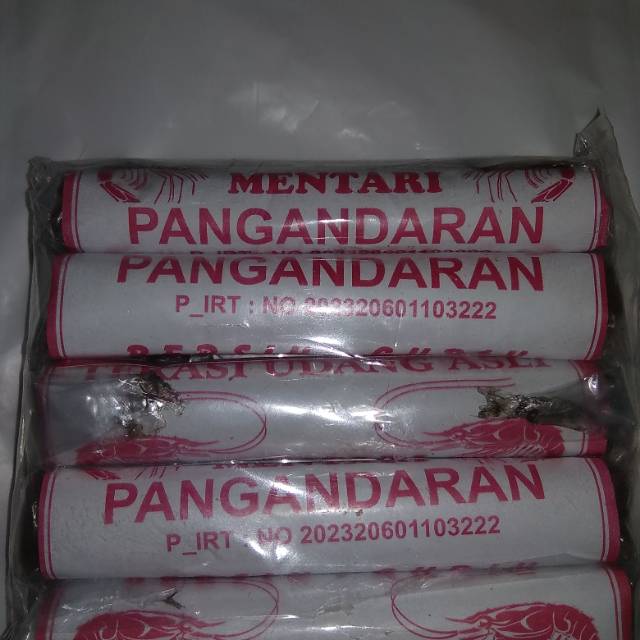 MENTARI
PANGANDARAN
PANGANDARAN
P_IRT : NO 202320601103222
TERASI UDANG ASLI
PANGANDARAN
P_IRT : NO 202320601103222